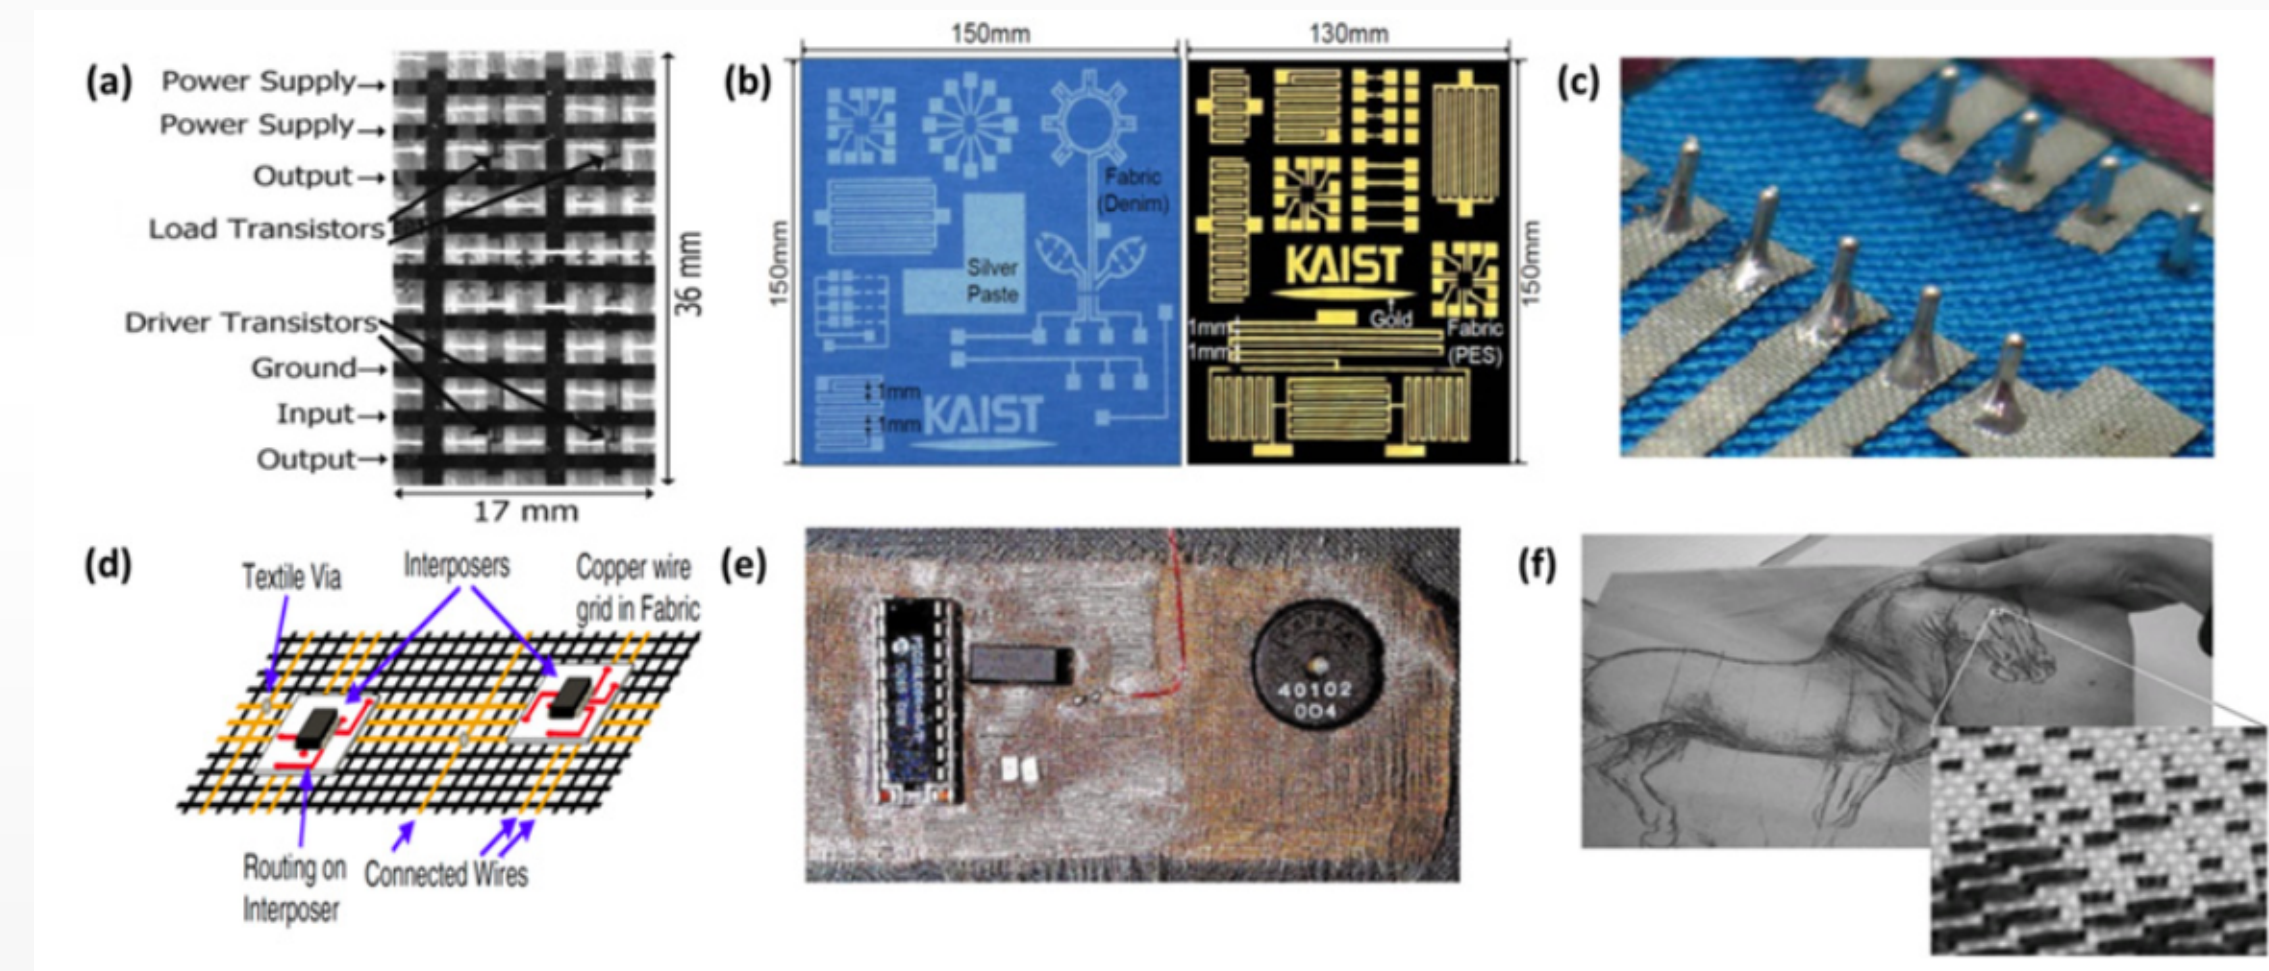 (a)
Power Supply
Power Supply
Output
Load Transistors
Driver Transistors
Ground
Input
Output
36 mm
17 mm
(b)
150mm
130mm
150mm
150mm
Fabric
(Denim)
Silver
Paste
1mm
1mm
KAIST
KAIST
Gold
1mm
1mm
Fabric
(PES)
(c)
(d)
Textile Via
Interposers
Copper wire
grid in Fabric
Routing on
Interposer
Connected Wires
(e)
40102
0D4
(f)